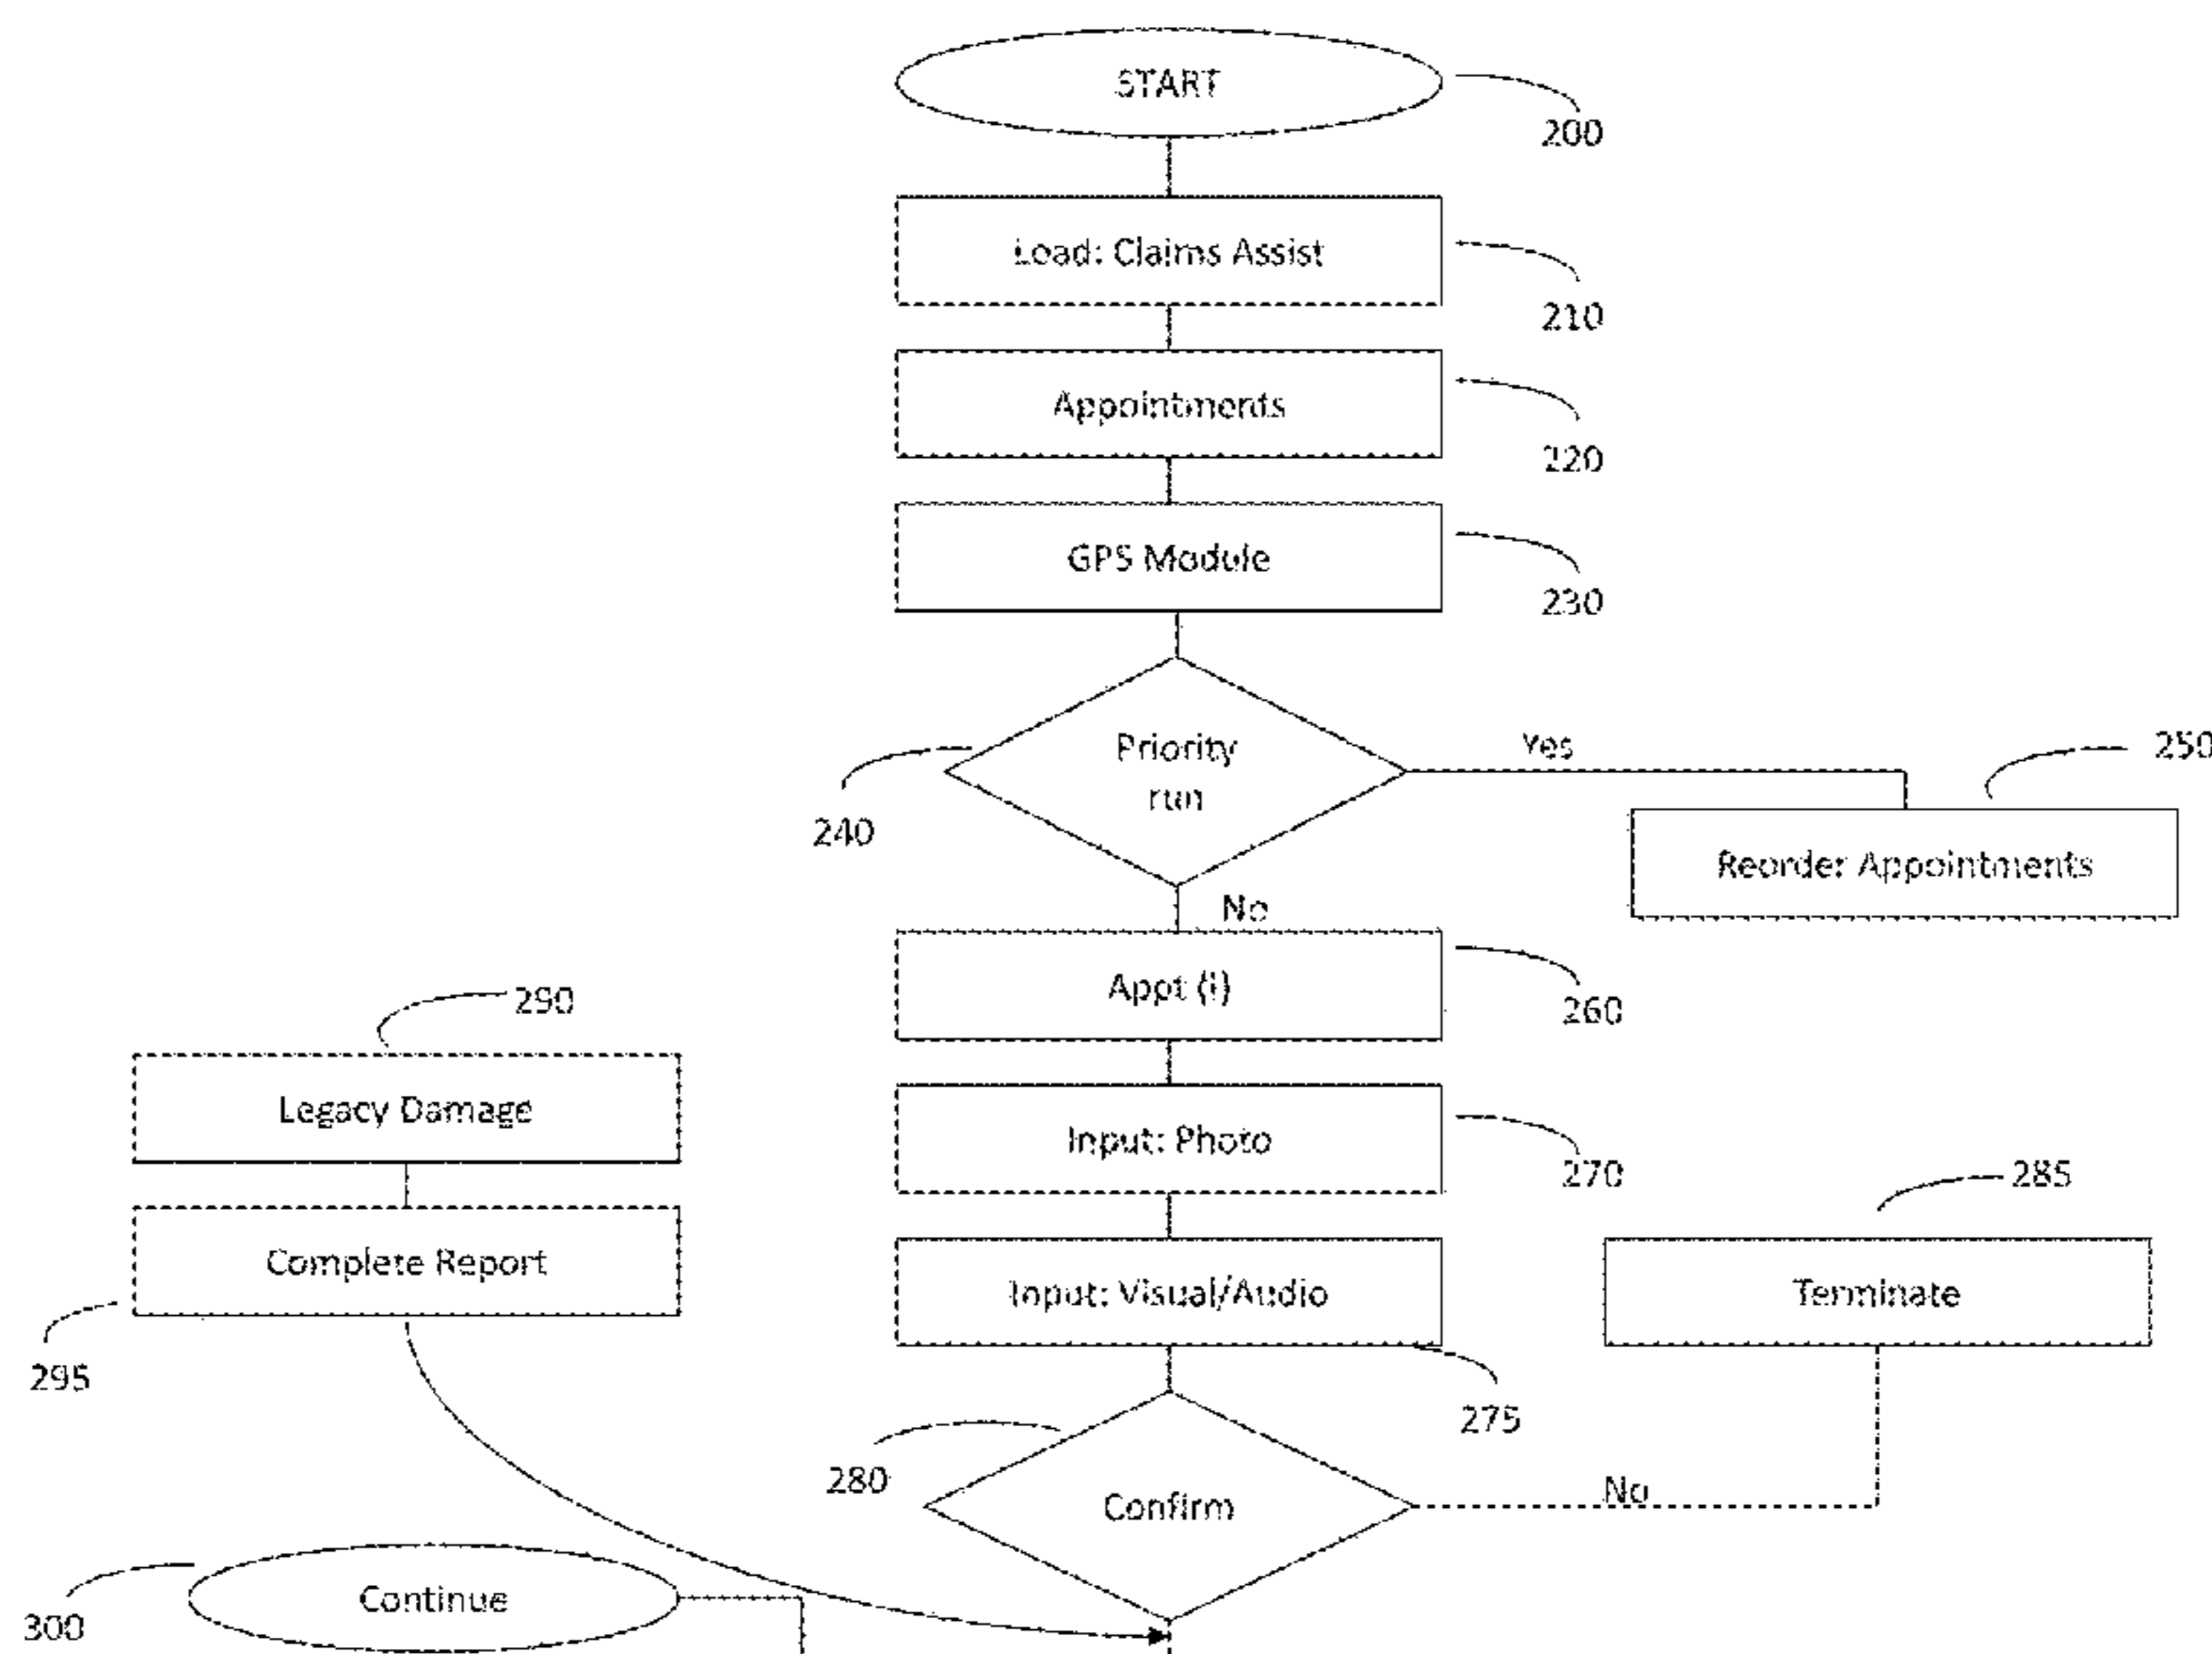 START
200
Load: Claims Assist
210
Appointments
220
GPS Module
230
Priority
run
240
Yes
250
Reorder Appointments
No
Appt (i)
260
290
Legacy Damage
Input: Photo
270
285
Complete Report
295
Input: Visual/Audio
275
Terminate
280
Confirm
No
Continue
300